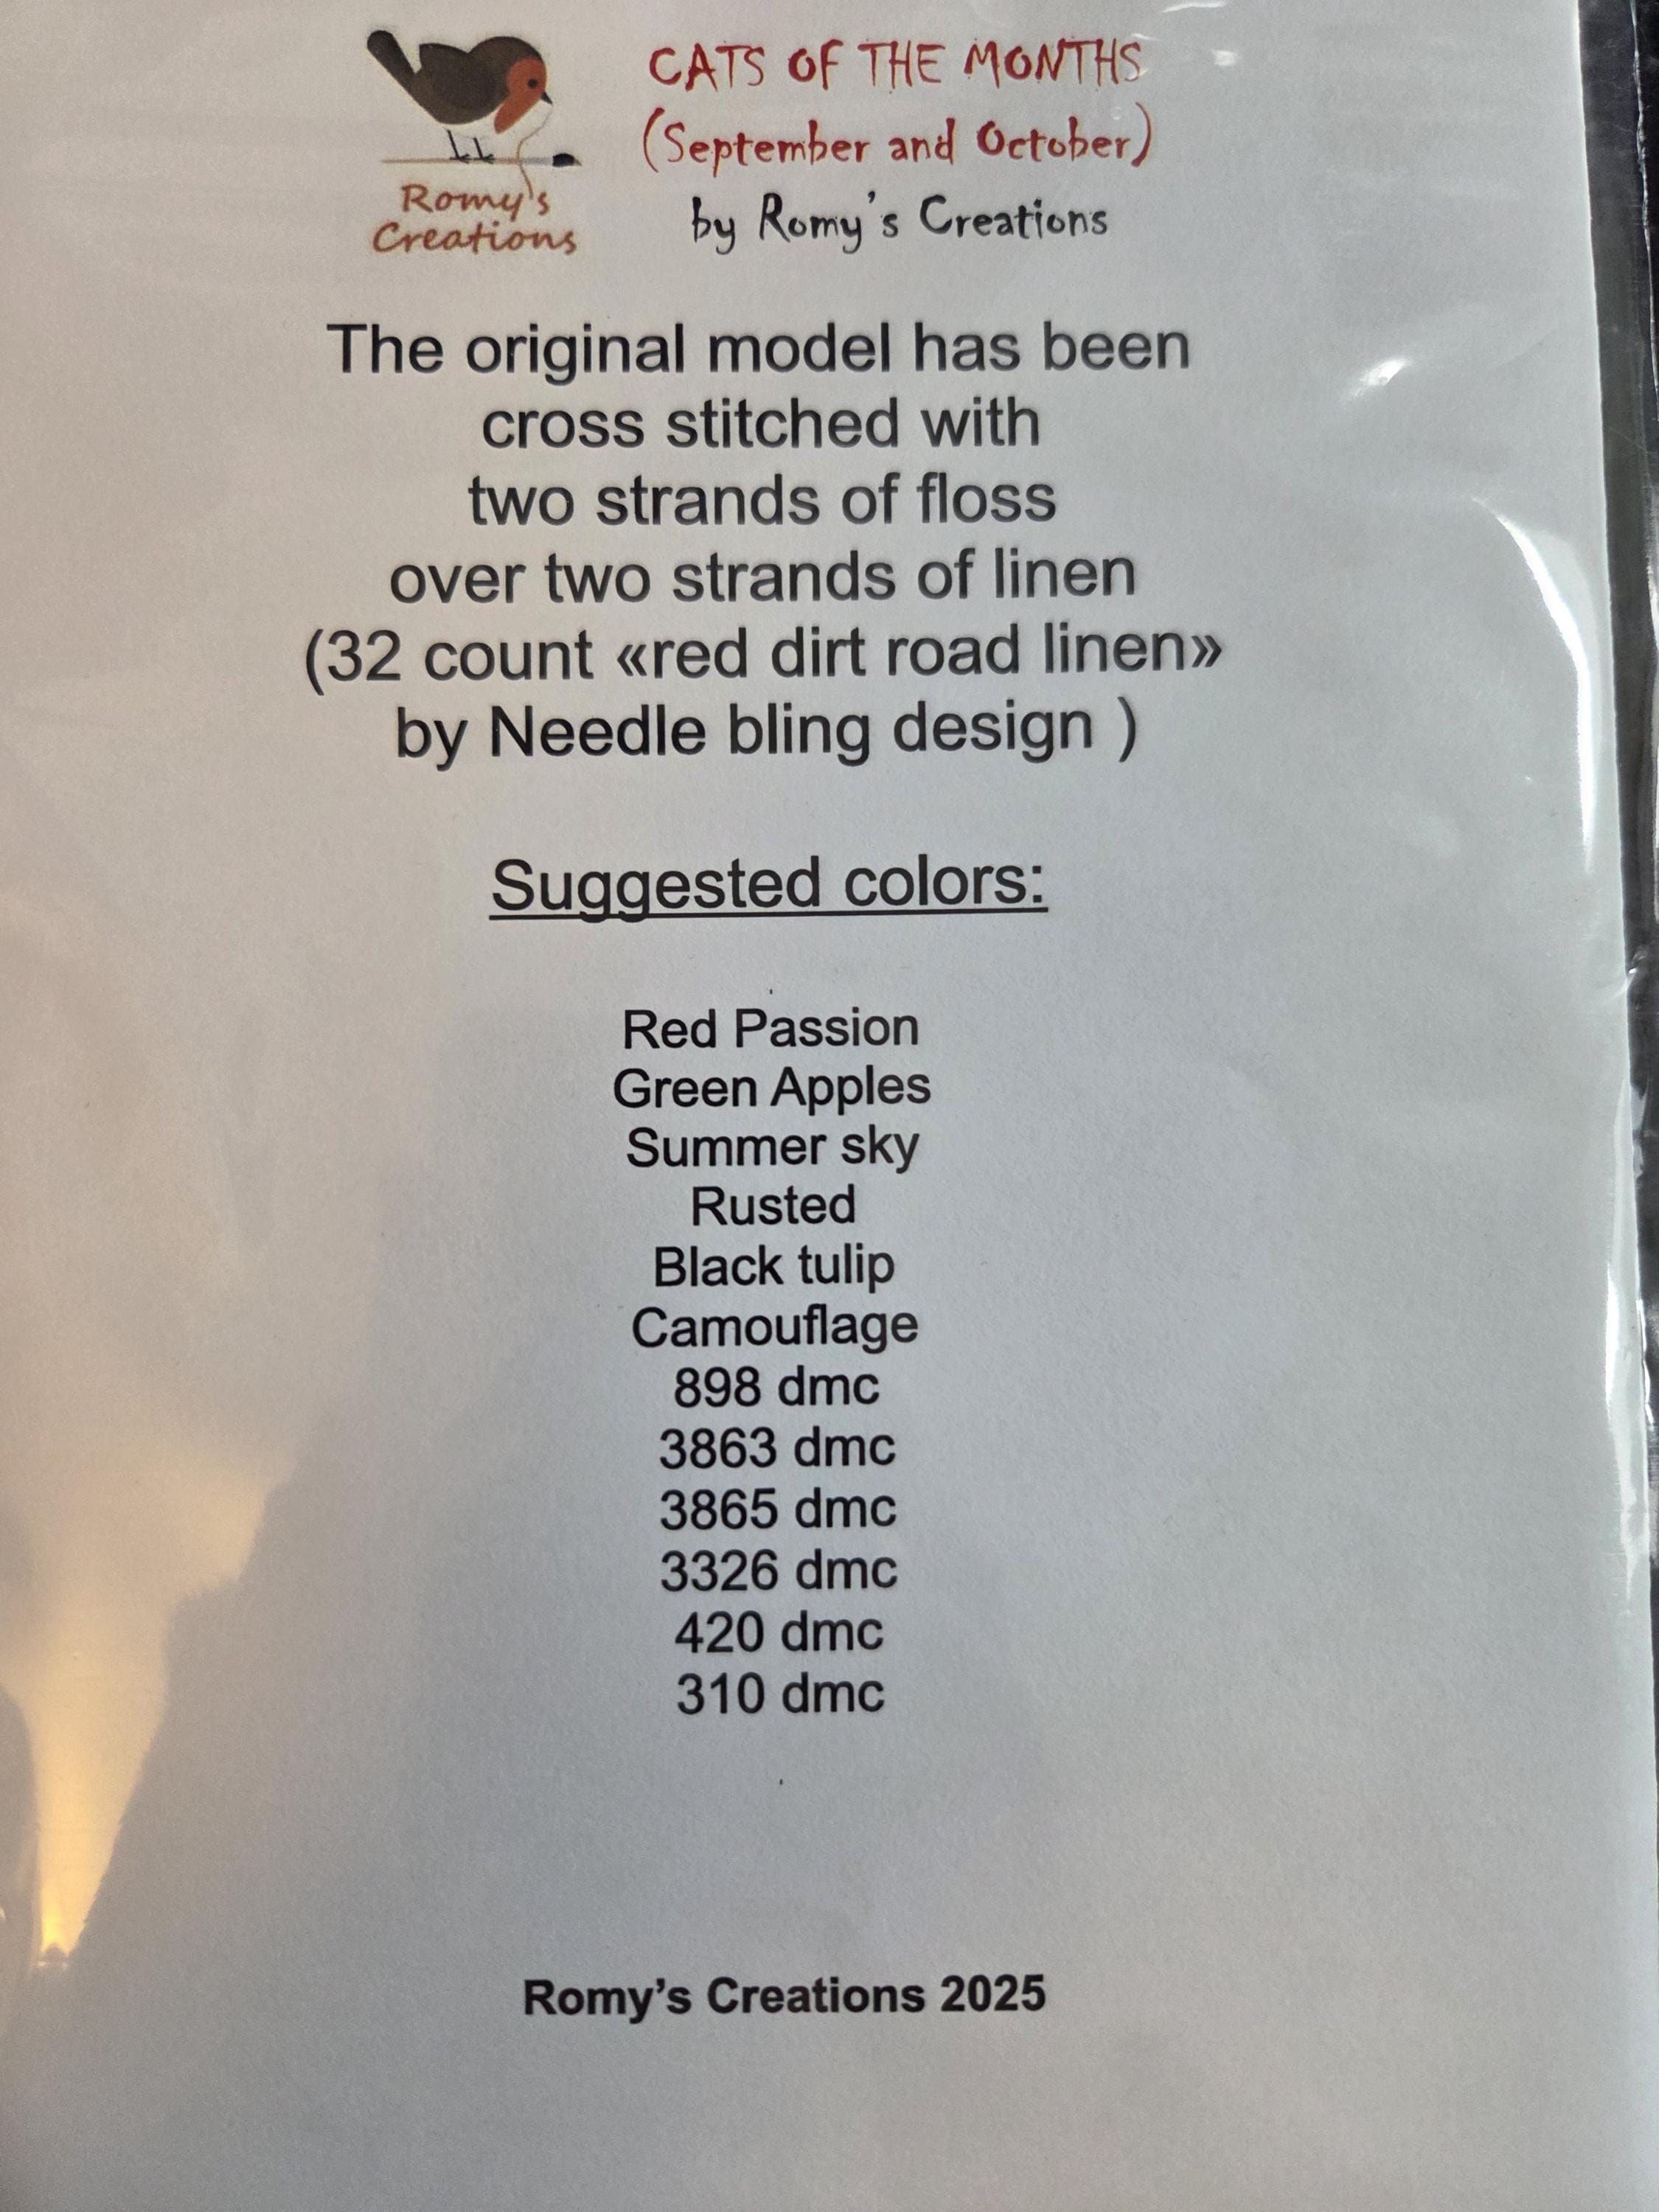 Romy's
Creations
CATS OF THE MONTHS
(September and October)
by Romy's Creations
The original model has been
cross stitched with
two strands of floss
over two strands of linen
(32 count «red dirt road linen»
by Needle bling design )
Suggested colors:
Red Passion
Green Apples
Summer sky
Rusted
Black tulip
Camouflage
898 dmc
3863 dmc
3865 dmc
3326 dmc
420 dmc
310 dmc
Romy’s Creations 2025